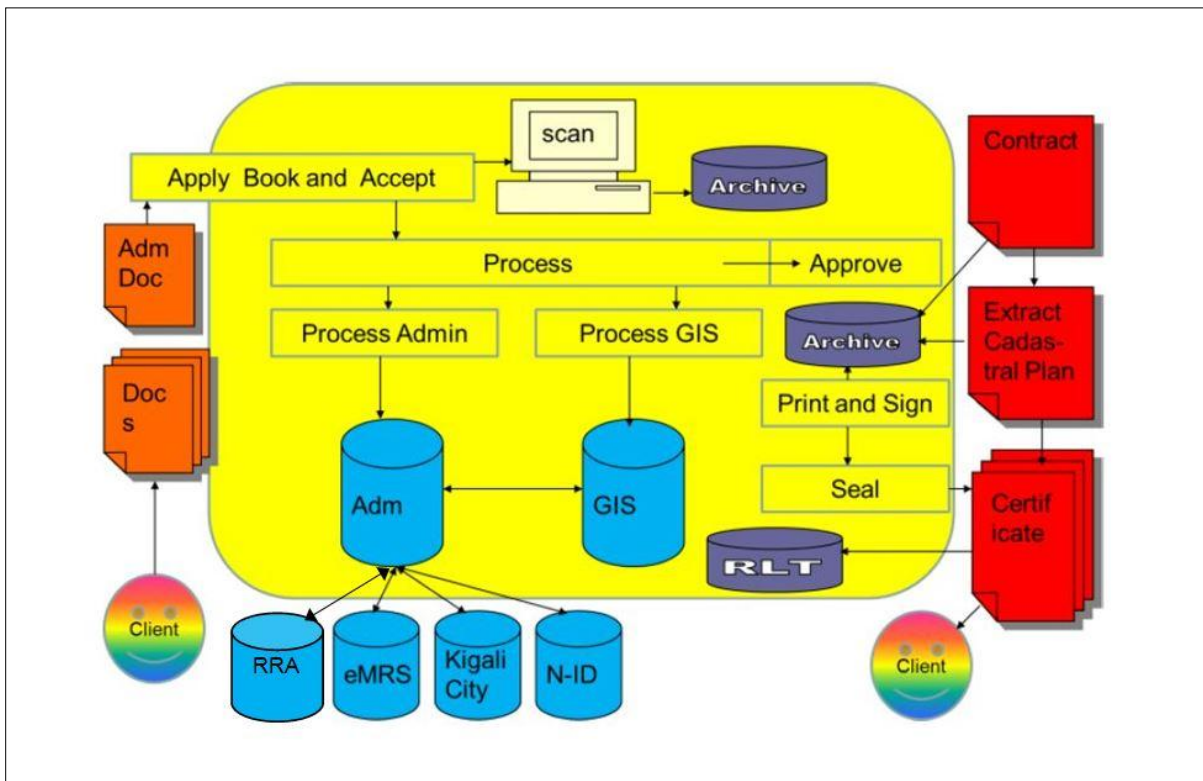 scan
Apply Book and Accept
Archive
Contract
Adm
Doc
Process
Approve
Process Admin
Process GIS
Archive
Extract
Cadas-
tral Plan
Doc
s
Print and Sign
Adm
GIS
Seal
Certif
icate
RLT
Client
RRA
eMRS
Kigali
City
N-ID
Client